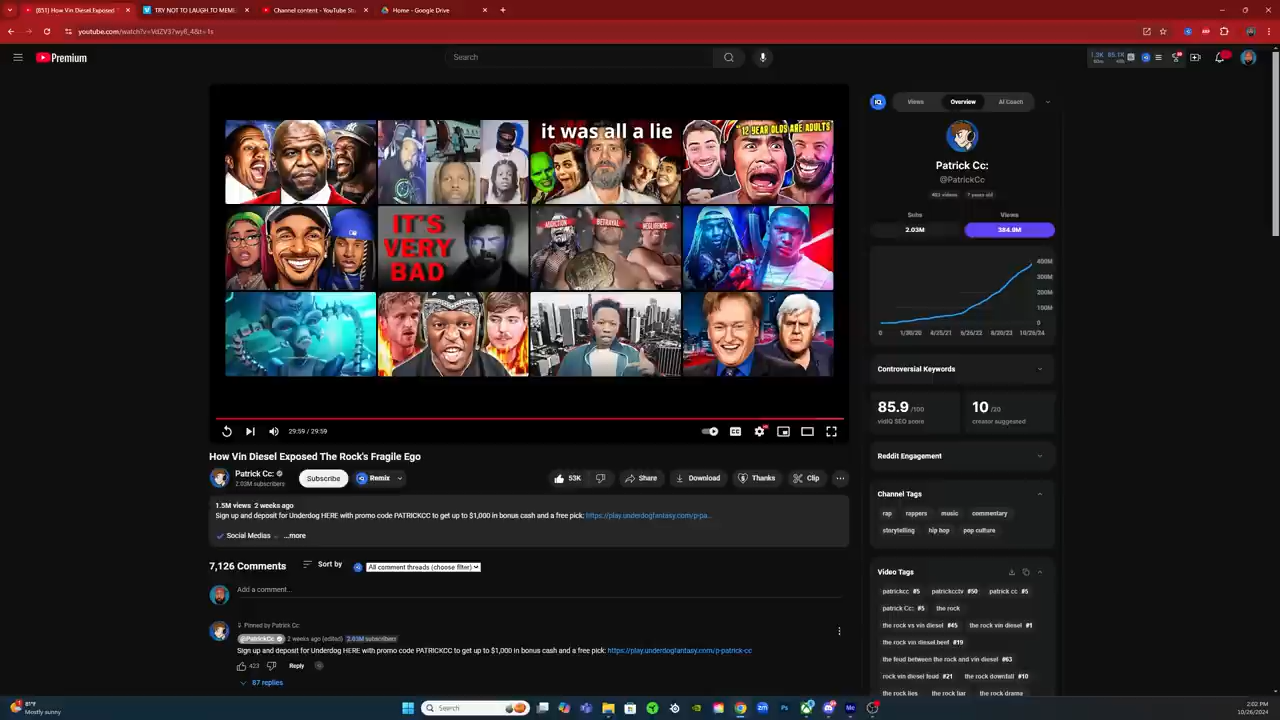 (851) How Vin Diesel Exposed T
TRY NOT TO LAUGH TO MEM
Channel content - YouTube St
Home - Google Drive
youtube.com/watch?v=
Premium
Search
it was all a lie
"12 YEAR OLDS ARE ADULTS"
IT'S
VERY
BAD
ADDICTION
BETRAYAL
NEGLIGENCE
29:59 / 29:59
CC
How Vin Diesel Exposed The Rock's Fragile Ego
Patrick Cc:
2.03M subscribers
Subscribe
Remix
53K
Share
Download
Thanks
Clip
1.5M views 2 weeks ago
Sign up and deposit for Underdog HERE with promo code PATRICKCC to get up to $1,000 in bonus cash and a free pick: https://play.underdogfantasy.com/p-pa...
Social Medias
...more
7,126 Comments
Sort by
All comment threads (choose filter)
Add a comment...
Pinned by Patrick Cc:
@PatrickCc 2 weeks ago (edited) 2.03M subscribers
Sign up and deposit for Underdog HERE with promo code PATRICKCC to get up to $1,000 in bonus cash and a free pick: https://play.underdogfantasy.com/p-patrick-cc
423 Reply
87 replies
IQ
Views
Overview
AI Coach
Patrick Cc:
@PatrickCc
Subs
Views
2.03M
384.9M
400M
300M
200M
100M
0
0 1/30/20 4/25/21 6/26/22 8/20/23 10/26/24
Controversial Keywords
85.9 /100
vidIQ SEO score
10 /20
creator suggested
Reddit Engagement
Channel Tags
rap rappers music commentary
storytelling hip hop pop culture
Video Tags
patrickcc #5 patrickcctv #50 patrick cc #5
patrick Cc: #5 the rock
the rock vs vin diesel #45 the rock vin diesel #1
the rock vin diesel beef #19
the feud between the rock and vin diesel #63
rock vin diesel feud #21 the rock downfall #10
the rock lies the rock liar the rock drama
81°F
Mostly sunny
Search
2:02 PM
10/26/2024